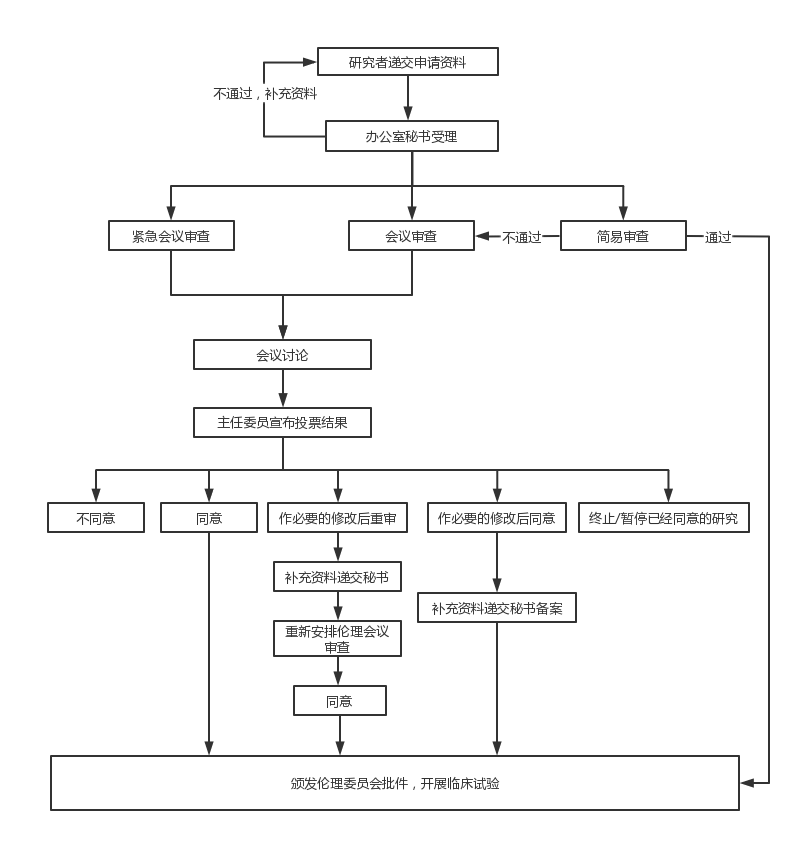 研究者递交申请资料
不通过，补充资料
办公室秘书受理
紧急会议审查
会议审查
不通过
简易审查
通过
会议讨论
主任委员宣布投票结果
不同意
同意
作必要的修改后重审
作必要的修改后同意
终止/暂停已经同意的研究
补充资料递交秘书
补充资料递交秘书备案
重新安排伦理会议
审查
同意
颁发伦理委员会批件，开展临床试验